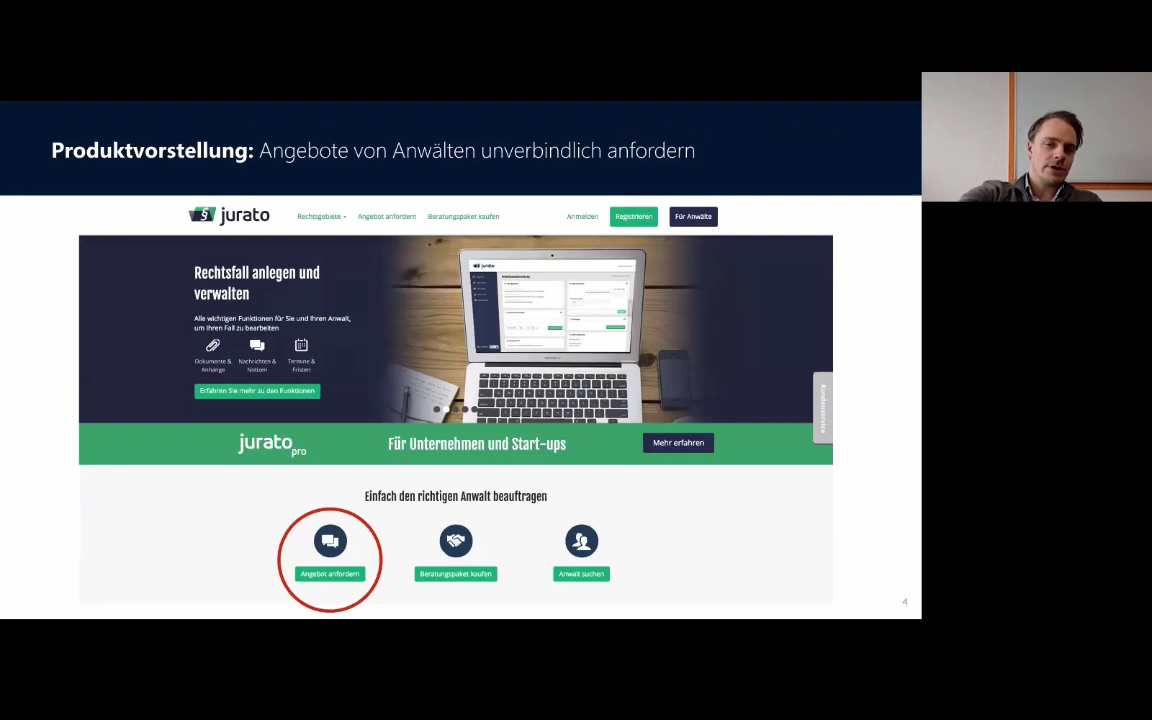 Produktvorstellung: Angebote von Anwälten unverbindlich anfordern
§ jurato
Rechtsgebiete
Angebot anfordern
Beratungspaket kaufen
Anmelden
Registrieren
Für Anwälte
Rechtsfall anlegen und
verwalten
Alle wichtigen Funktionen für Sie und Ihren Anwalt,
um Ihren Fall zu bearbeiten
Dokumente &
Anhänge
Nachrichten &
Notizen
Termine &
Fristen
Erfahren Sie mehr zu den Funktionen
jurato
Kundenservice
jurato pro
Für Unternehmen und Start-ups
Mehr erfahren
Einfach den richtigen Anwalt beauftragen
Angebot anfordern
Beratungspaket kaufen
Anwalt suchen
4